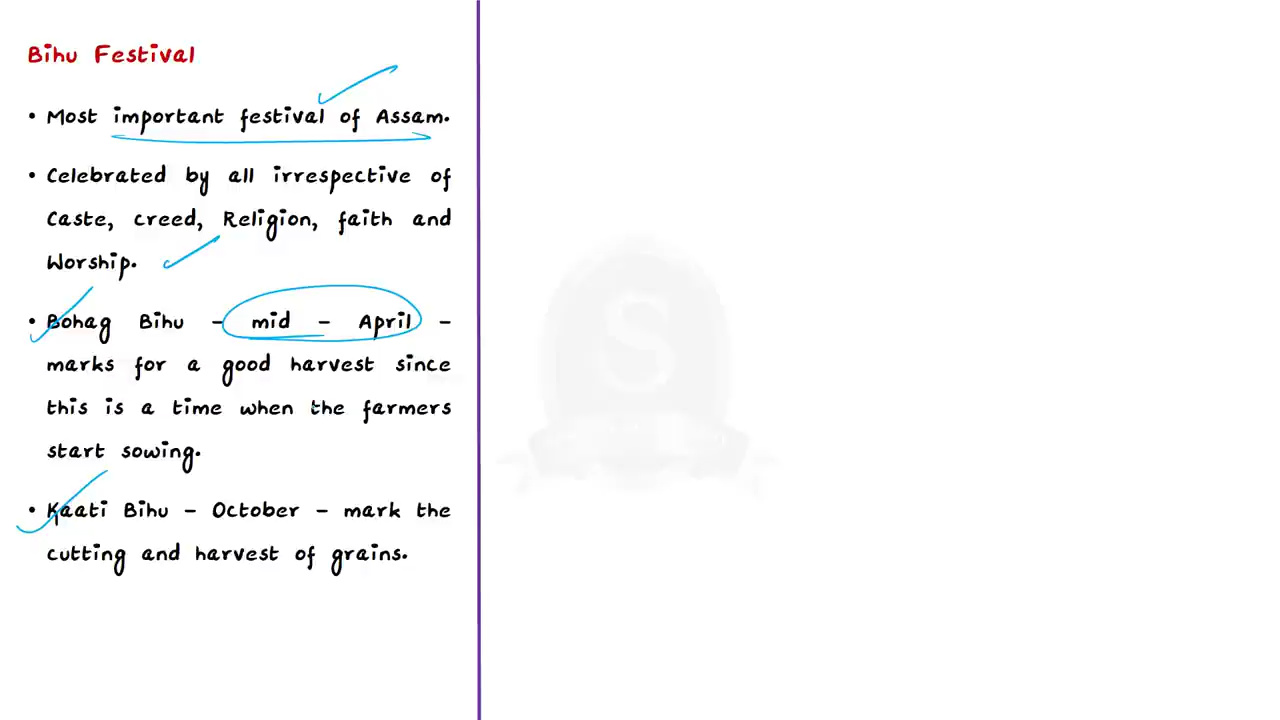 Bihu Festival
• Most important festival of Assam.
• Celebrated by all irrespective of
Caste, creed, Religion, faith and
Worship.
• Bohag Bihu – mid – April –
marks for a good harvest since
this is a time when the farmers
start sowing.
• Kaati Bihu – October – mark the
cutting and harvest of grains.
S